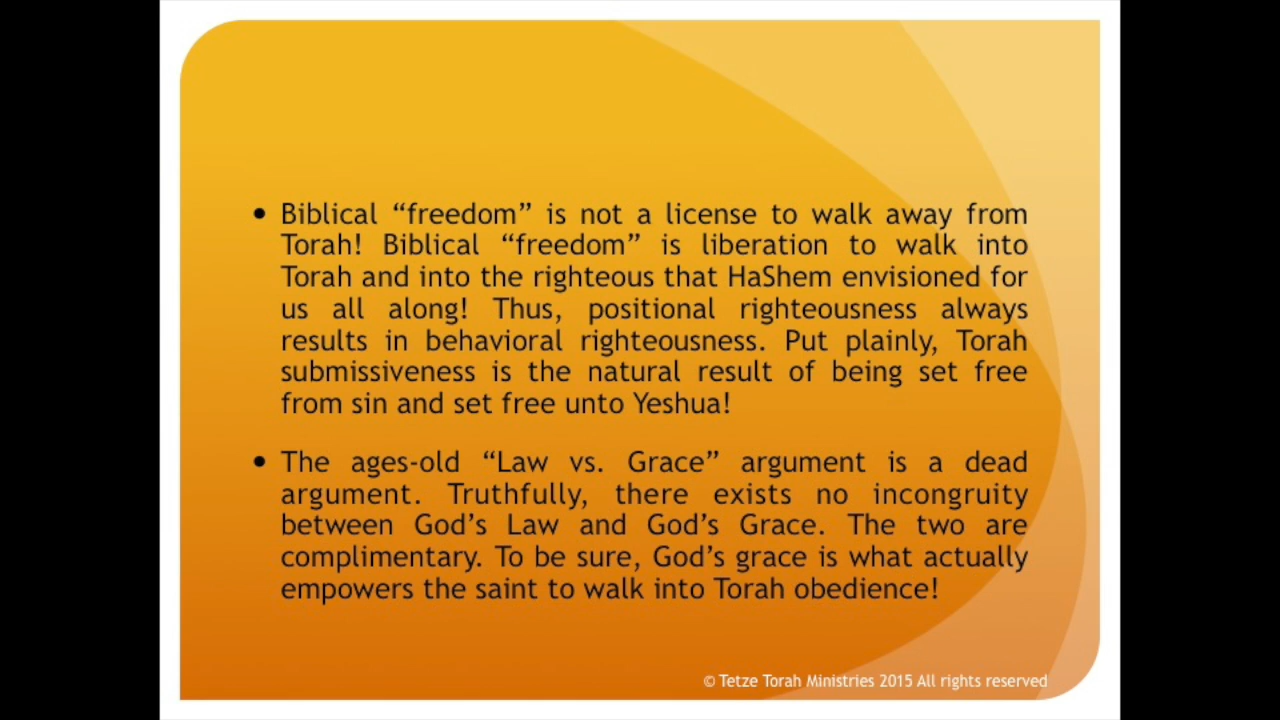 • Biblical “freedom” is not a license to walk away from
Torah! Biblical “freedom” is liberation to walk into
Torah and into the righteous that HaShem envisioned for
us all along! Thus, positional righteousness always
results in behavioral righteousness. Put plainly, Torah
submissiveness is the natural result of being set free
from sin and set free unto Yeshua!
• The ages-old “Law vs. Grace” argument is a dead
argument. Truthfully, there exists no incongruity
between God’s Law and God’s Grace. The two are
complimentary. To be sure, God’s grace is what actually
empowers the saint to walk into Torah obedience!
© Tetze Torah Ministries 2015 All rights reserved